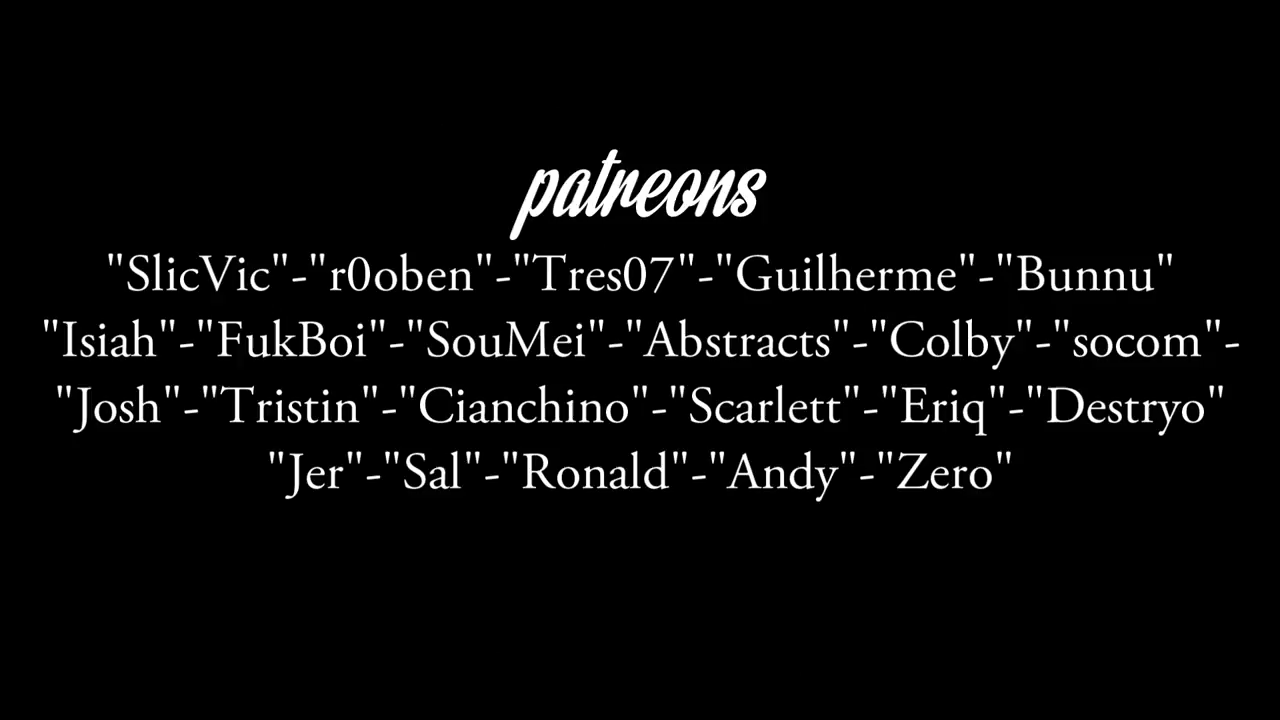 patreons
"SlicVic"-"r0oben"-"Tres07"-"Guilherme"-"Bunnu"
"Isiah"-"FukBoi"-"SouMei"-"Abstracts"-"Colby"-"socom"-
"Josh"-"Tristin"-"Cianchino"-"Scarlett"-"Eriq"-"Destryo"
"Jer"-"Sal"-"Ronald"-"Andy"-"Zero"